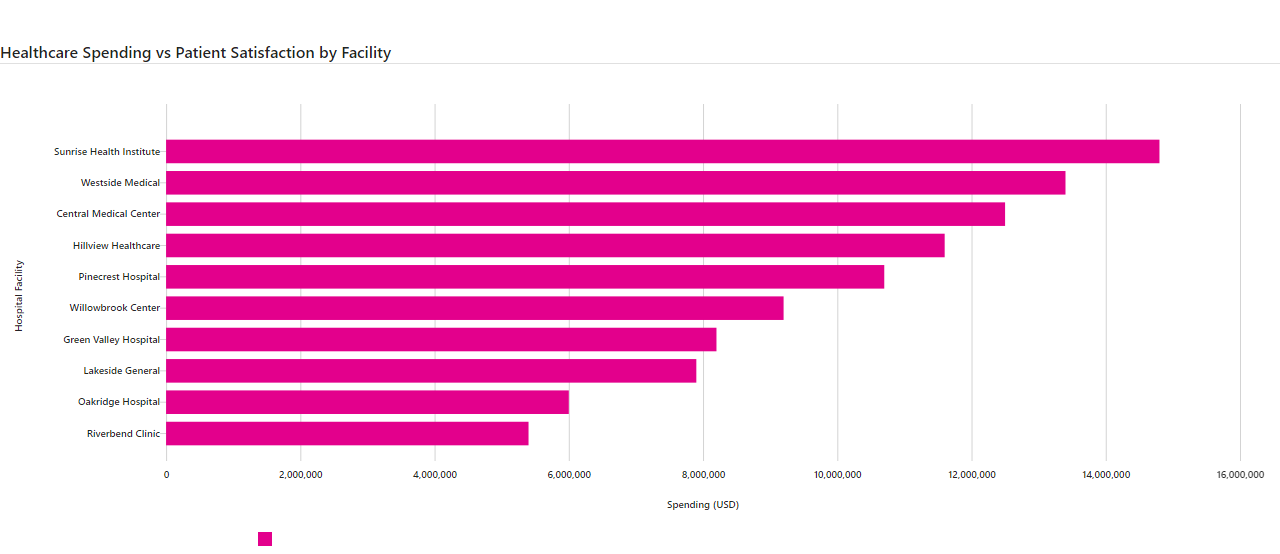 Healthcare Spending vs Patient Satisfaction by Facility
Sunrise Health Institute
Westside Medical
Central Medical Center
Hillview Healthcare
Pinecrest Hospital
Willowbrook Center
Green Valley Hospital
Lakeside General
Oakridge Hospital
Riverbend Clinic
Hospital Facility
0 2,000,000 4,000,000 6,000,000 8,000,000 10,000,000 12,000,000 14,000,000 16,000,000
Spending (USD)